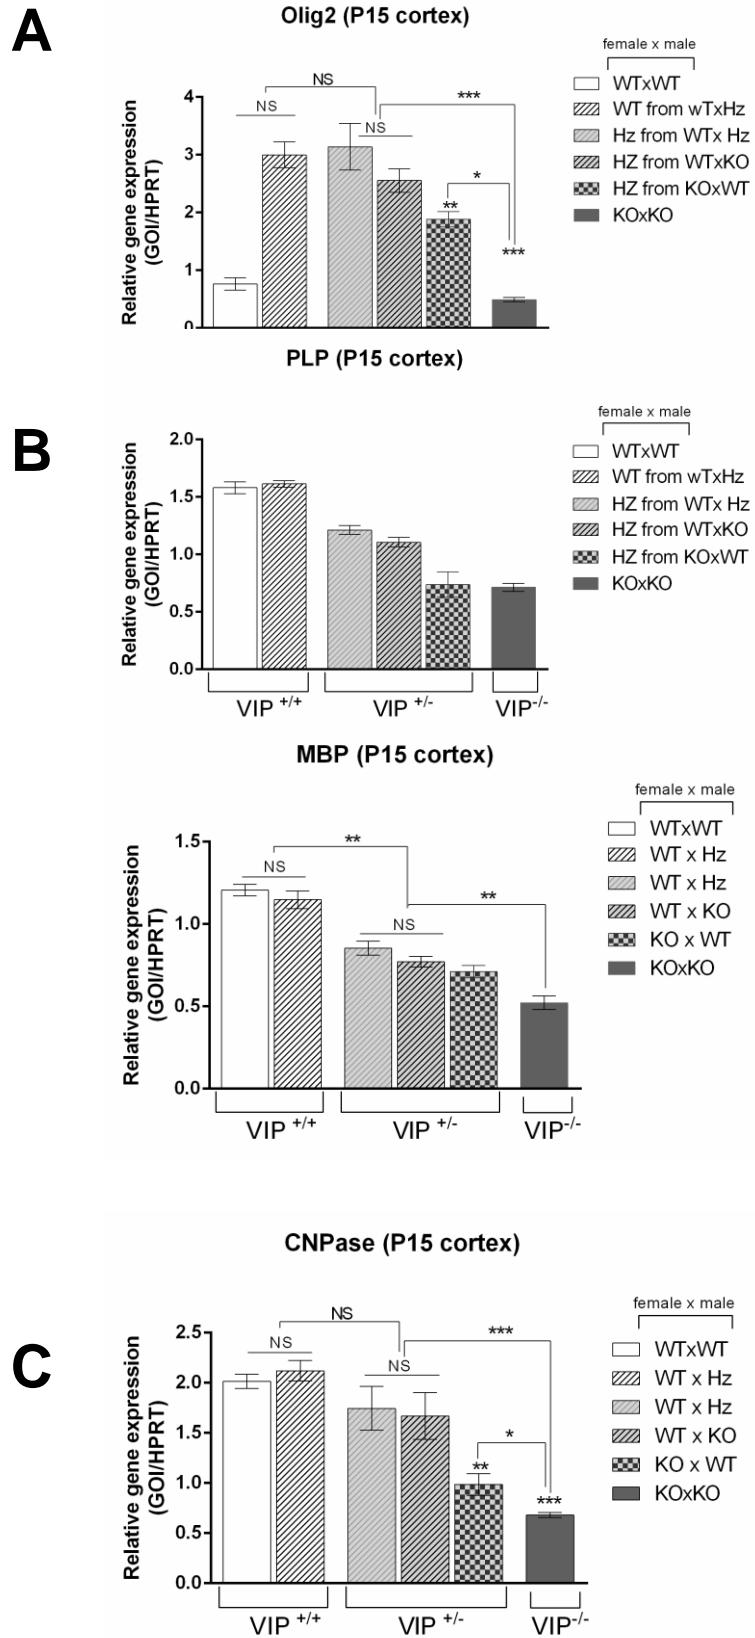 A
Olig2 (P15 cortex)
female x male
Relative gene expression
(GOI/HPRT)
4
3
2
1
0
NS
NS
NS
***
*
**
***
WTxWT
WT from wTxHz
Hz from WTx Hz
HZ from WTxKO
HZ from KOxWT
KOxKO
B
PLP (P15 cortex)
female x male
Relative gene expression
(GOI/HPRT)
2.0
1.5
1.0
0.5
0.0
WTxWT
WT from wTxHz
HZ from WTx Hz
HZ from WTxKO
HZ from KOxWT
KOxKO
VIP +/+
VIP +/-
VIP-/-
MBP (P15 cortex)
female x male
Relative gene expression
(GOI/HPRT)
1.5
1.0
0.5
0.0
**
NS
**
NS
WTxWT
WT x Hz
WT x Hz
WT x KO
KO x WT
KOxKO
VIP +/+
VIP +/-
VIP-/-
C
CNPase (P15 cortex)
female x male
Relative gene expression
(GOI/HPRT)
2.5
2.0
1.5
1.0
0.5
0.0
NS
NS
***
NS
*
**
***
WTxWT
WT x Hz
WT x Hz
WT x KO
KO x WT
KOxKO
VIP +/+
VIP +/-
VIP-/-